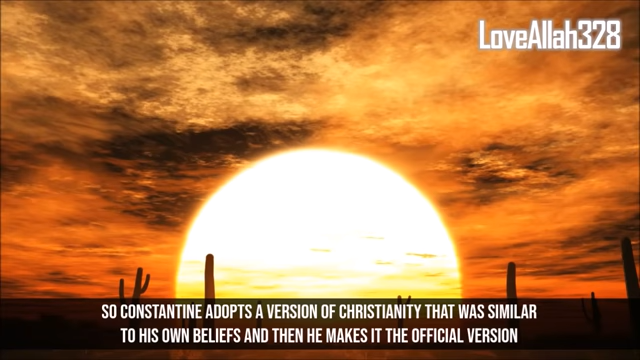 LoveAllah328
SO CONSTANTINE ADOPTS A VERSION OF CHRISTIANITY THAT WAS SIMILAR
TO HIS OWN BELIEFS AND THEN HE MAKES IT THE OFFICIAL VERSION